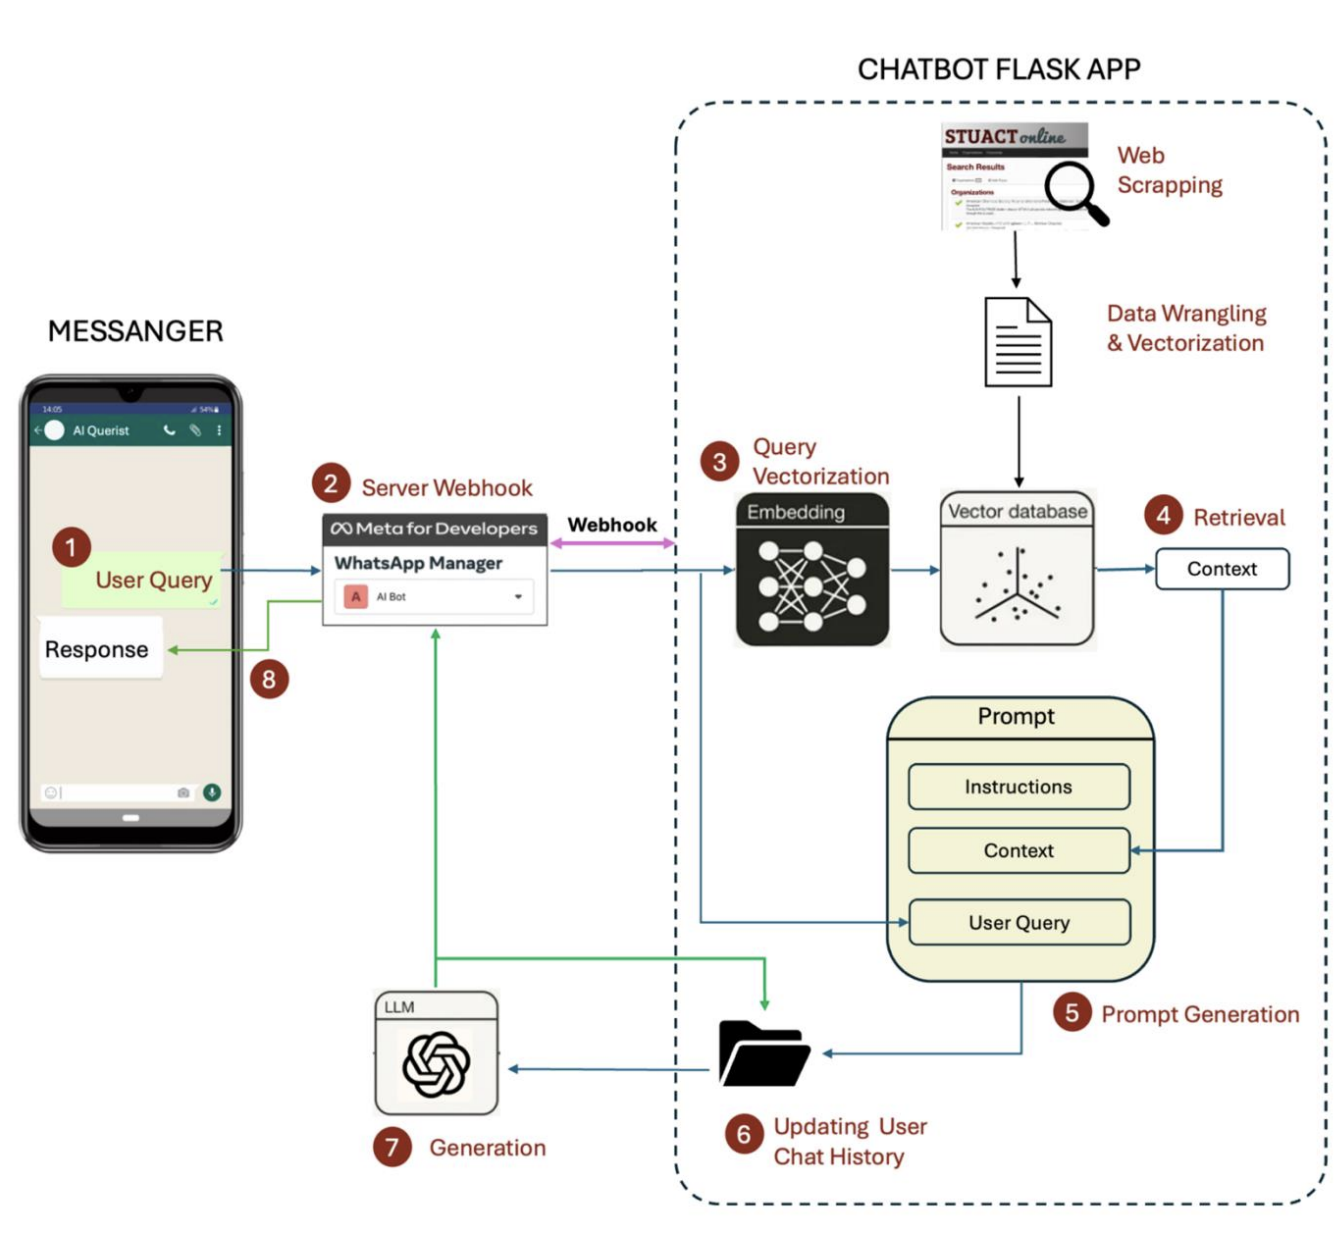 CHATBOT FLASK APP
STUACT online
Search Results
Organizations
Web
Scrapping
Data Wrangling
& Vectorization
MESSANGER
14:05
54%
AI Querist
1
User Query
Response
8
2
Server Webhook
Meta for Developers
WhatsApp Manager
A
AI Bot
Webhook
3
Query
Vectorization
Embedding
Vector database
4
Retrieval
Context
Prompt
Instructions
Context
User Query
5
Prompt Generation
LLM
7
Generation
6
Updating User
Chat History